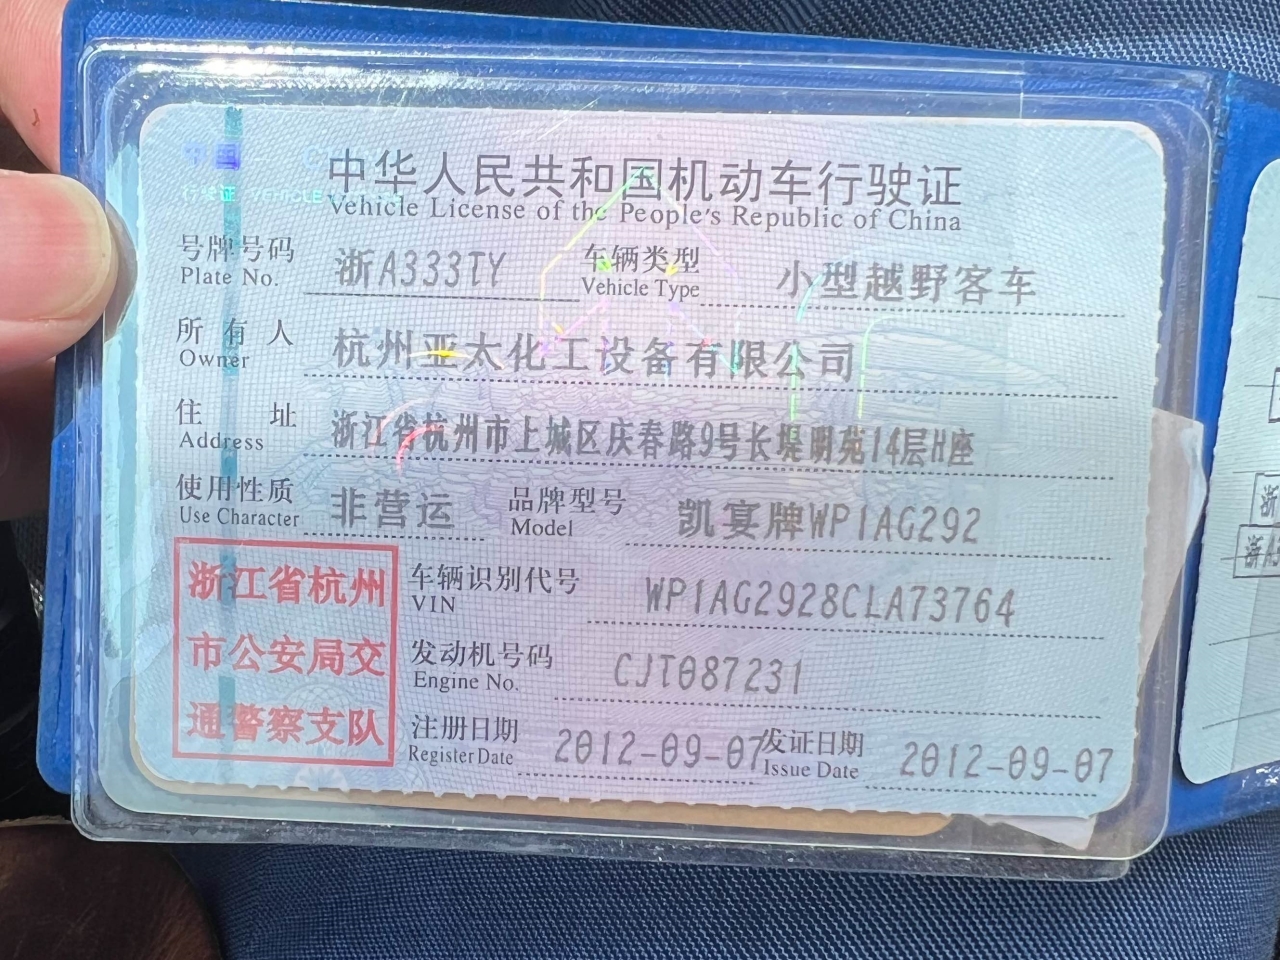 中华人民共和国机动车行驶证
Vehicle License of the People's Republic of China
号牌号码 浙A333TY 车辆类型 小型越野客车
Plate No. Vehicle Type
所有人 杭州亚太化工设备有限公司
Owner
住址 浙江省杭州市上城区庆春路9号长堤明苑14层H座
Address
使用性质 非营运 品牌型号 凯宴牌WP1AG292
Use Character Model
浙江省杭州
市公安局交
通警察支队
车辆识别代号 WP1AG2928CLA73764
VIN
发动机号码 CJT087231
Engine No.
注册日期 2012-09-07 发证日期 2012-09-07
Register Date Issue Date